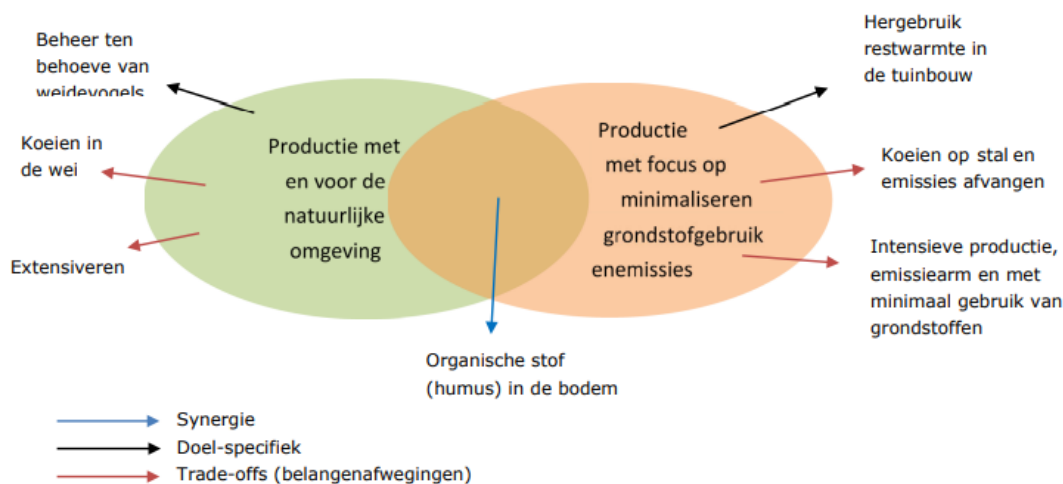 Beheer ten
behoeve van
weidevogels
Koeien in
de wei
Extensiveren
Productie met
en voor de
natuurlijke
omgeving
Productie
met focus op
minimaliseren
grondstofgebruik
enemissies
Hergebruik
restwarmte in
de tuinbouw
Koeien op stal en
emissies afvangen
Intensieve productie,
emissiearm en met
minimaal gebruik van
grondstoffen
Organische stof
(humus) in de bodem
Synergie
Doel-specifiek
Trade-offs (belangenafwegingen)